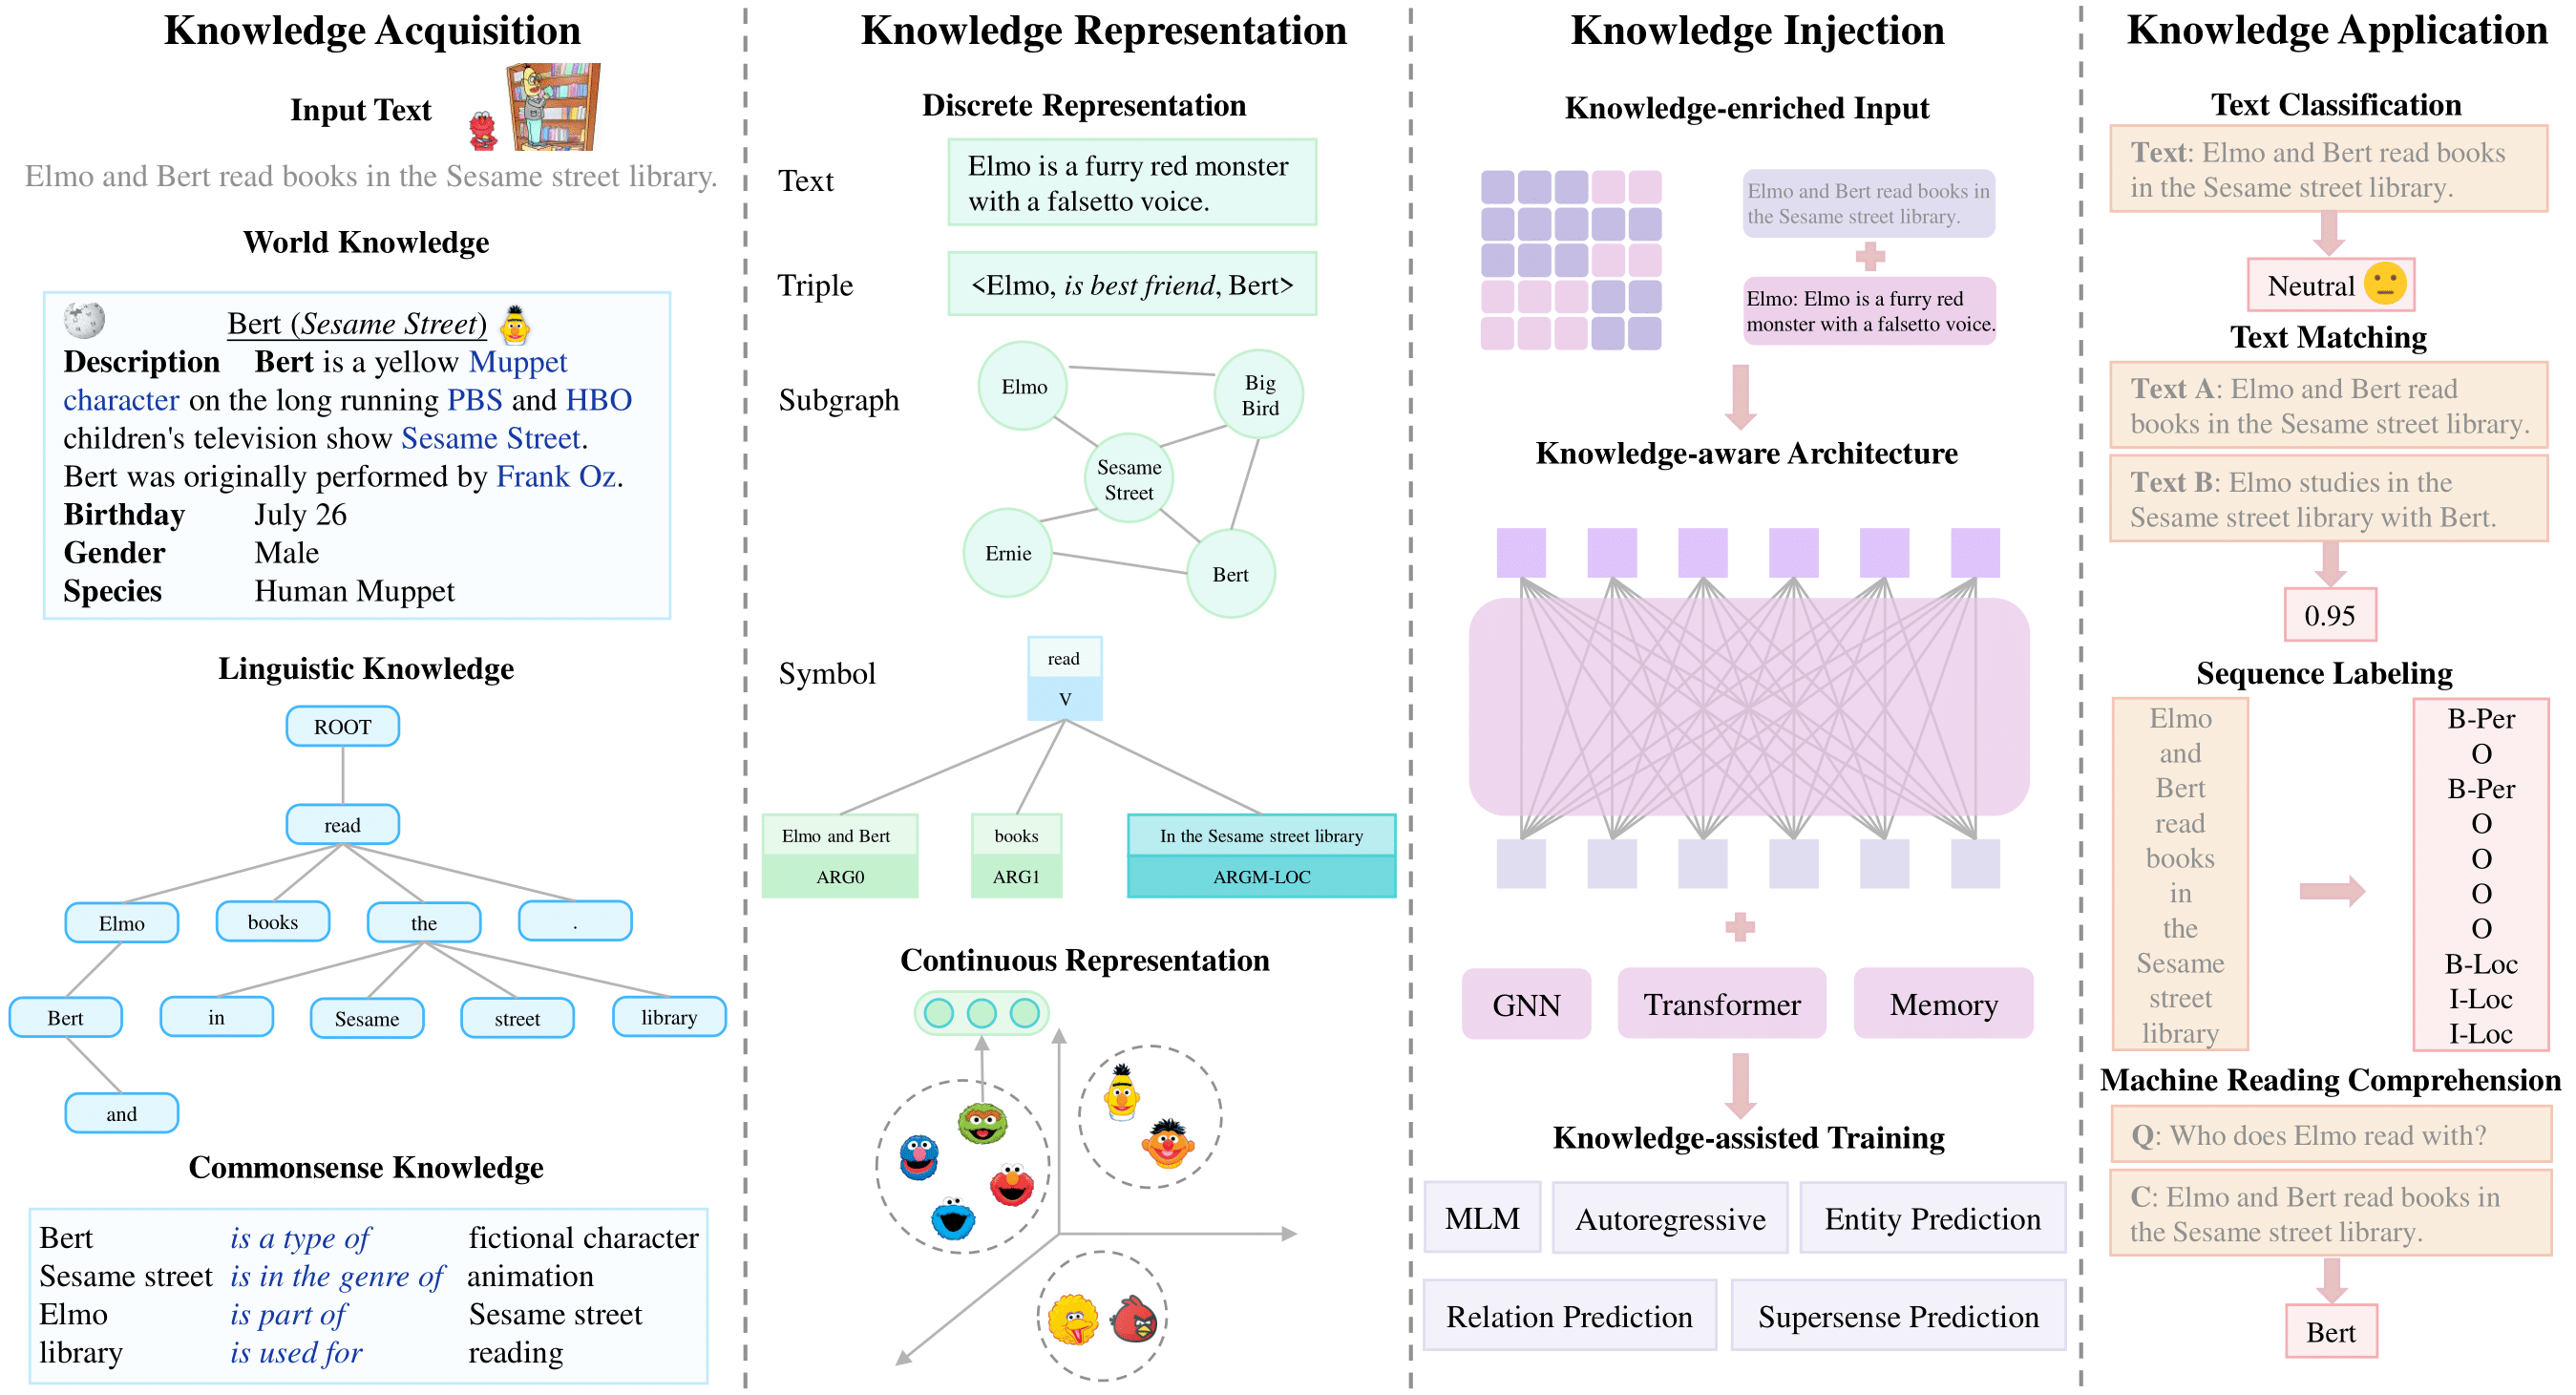 Knowledge Acquisition
Input Text
Elmo and Bert read books in the Sesame street library.
World Knowledge
Bert (Sesame Street)
Description Bert is a yellow Muppet
character on the long running PBS and HBO
children's television show Sesame Street.
Bert was originally performed by Frank Oz.
Birthday July 26
Gender Male
Species Human Muppet
Linguistic Knowledge
ROOT
read
Elmo books the .
Bert in Sesame street library
and
Commonsense Knowledge
Bert is a type of fictional character
Sesame street is in the genre of animation
Elmo is part of Sesame street
library is used for reading
Knowledge Representation
Discrete Representation
Text
Elmo is a furry red monster
with a falsetto voice.
Triple
<Elmo, is best friend, Bert>
Subgraph
Elmo
Big
Bird
Sesame
Street
Ernie
Bert
Symbol
read
V
Elmo and Bert
ARG0
books
ARG1
In the Sesame street library
ARGM-LOC
Continuous Representation
Knowledge Injection
Knowledge-enriched Input
Elmo and Bert read books in
the Sesame street library.
Elmo: Elmo is a furry red
monster with a falsetto voice.
Knowledge-aware Architecture
GNN Transformer Memory
Knowledge-assisted Training
MLM Autoregressive Entity Prediction
Relation Prediction Supersense Prediction
Knowledge Application
Text Classification
Text: Elmo and Bert read books
in the Sesame street library.
Neutral
Text Matching
Text A: Elmo and Bert read
books in the Sesame street library.
Text B: Elmo studies in the
Sesame street library with Bert.
0.95
Sequence Labeling
Elmo B-Per
and O
Bert B-Per
read O
books O
in O
the O
Sesame B-Loc
street I-Loc
library I-Loc
Machine Reading Comprehension
Q: Who does Elmo read with?
C: Elmo and Bert read books in
the Sesame street library.
Bert